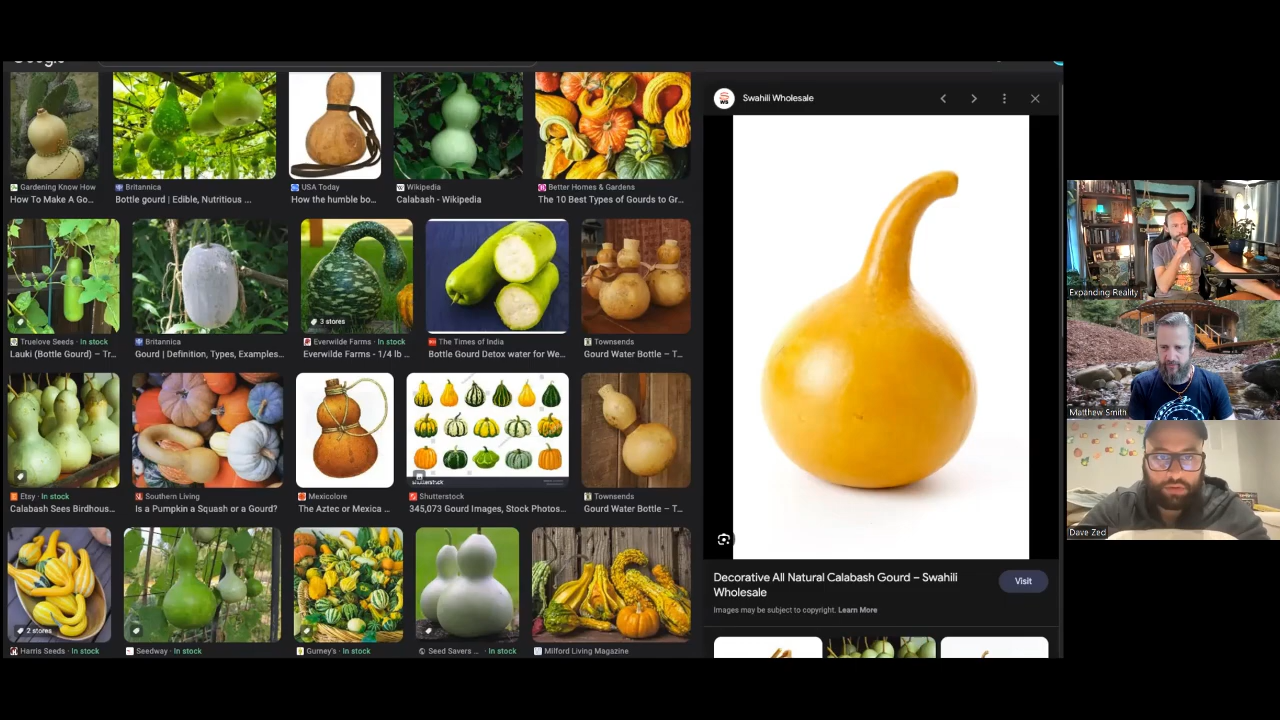 Google
Gardening Know How
How To Make A Go...
Britannica
Bottle gourd | Edible, Nutritious ...
USA Today
How the humble bo...
Wikipedia
Calabash - Wikipedia
Better Homes & Gardens
The 10 Best Types of Gourds to Gr...
Truelove Seeds · In stock
Lauki (Bottle Gourd) – Tr...
Britannica
Gourd | Definition, Types, Examples...
3 stores
Everwilde Farms · In stock
Everwilde Farms - 1/4 lb ...
The Times of India
Bottle Gourd Detox water for We...
Townsends
Gourd Water Bottle – T...
Etsy · In stock
Calabash Sees Birdhous...
Southern Living
Is a Pumpkin a Squash or a Gourd?
Mexicolore
The Aztec or Mexica ...
shutterstock
Shutterstock
345,073 Gourd Images, Stock Photos...
Townsends
Gourd Water Bottle – T...
2 stores
Harris Seeds · In stock
Seedway · In stock
Gurney's · In stock
Seed Savers ... · In stock
Milford Living Magazine
Swahili Wholesale
Decorative All Natural Calabash Gourd – Swahili
Wholesale
Visit
Images may be subject to copyright. Learn More
Expanding Reality
Matthew Smith
Dave Zed